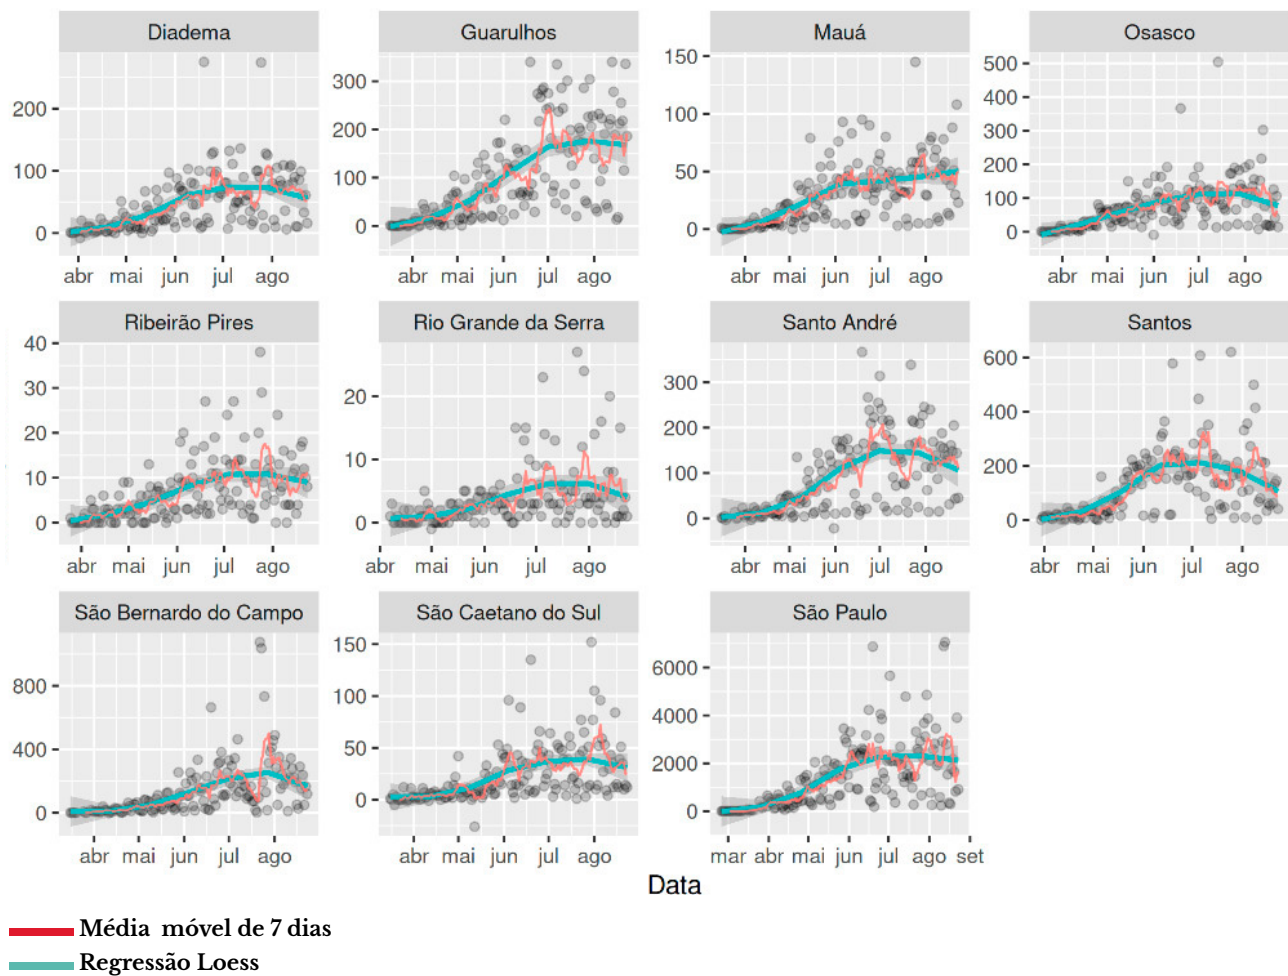 Diadema
Guarulhos
Mauá
Osasco
200
100
0
abr mai jun jul ago
300
200
100
0
abr mai jun jul ago
150
100
50
0
abr mai jun jul ago
500
400
300
200
100
0
abr mai jun jul ago
Ribeirão Pires
Rio Grande da Serra
Santo André
Santos
40
30
20
10
0
abr mai jun jul ago
20
10
0
abr mai jun jul ago
300
200
100
0
abr mai jun jul ago
600
400
200
0
abr mai jun jul ago
São Bernardo do Campo
São Caetano do Sul
São Paulo
800
400
0
abr mai jun jul ago
150
100
50
0
abr mai jun jul ago
6000
4000
2000
0
mar abr mai jun jul ago set
Data
Média móvel de 7 dias
Regressão Loess